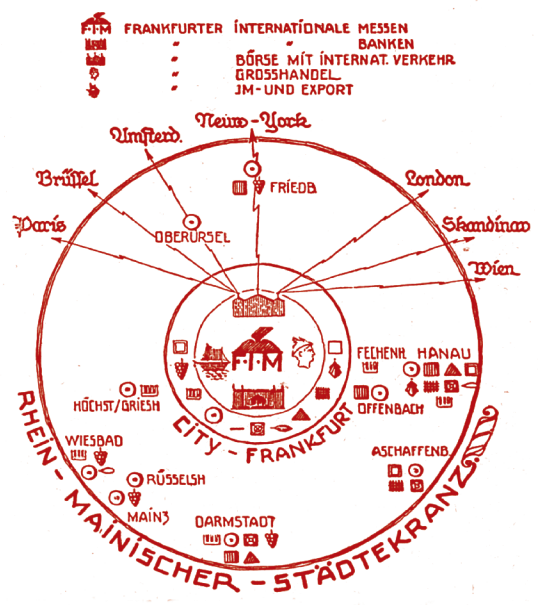 F·I·M FRANKFURTER INTERNATIONALE MESSEN
" " BANKEN
" BÖRSE MIT INTERNAT. VERKEHR
" GROSSHANDEL
" JM-UND EXPORT
Neuw-York
Amsterd.
Brüssel
London
Paris
Skandinav
Wien
FRIEDB.
OBERURSEL
F·I·M
FECHENH. HANAU
OFFENBACH
HÖCHST/GRIESH
CITY-FRANKFURT
WIESBAD
ASCHAFFENB.
RÜSSELSH
MAINZ
DARMSTADT
RHEIN-MAINISCHER-STÄDTEKRANZ